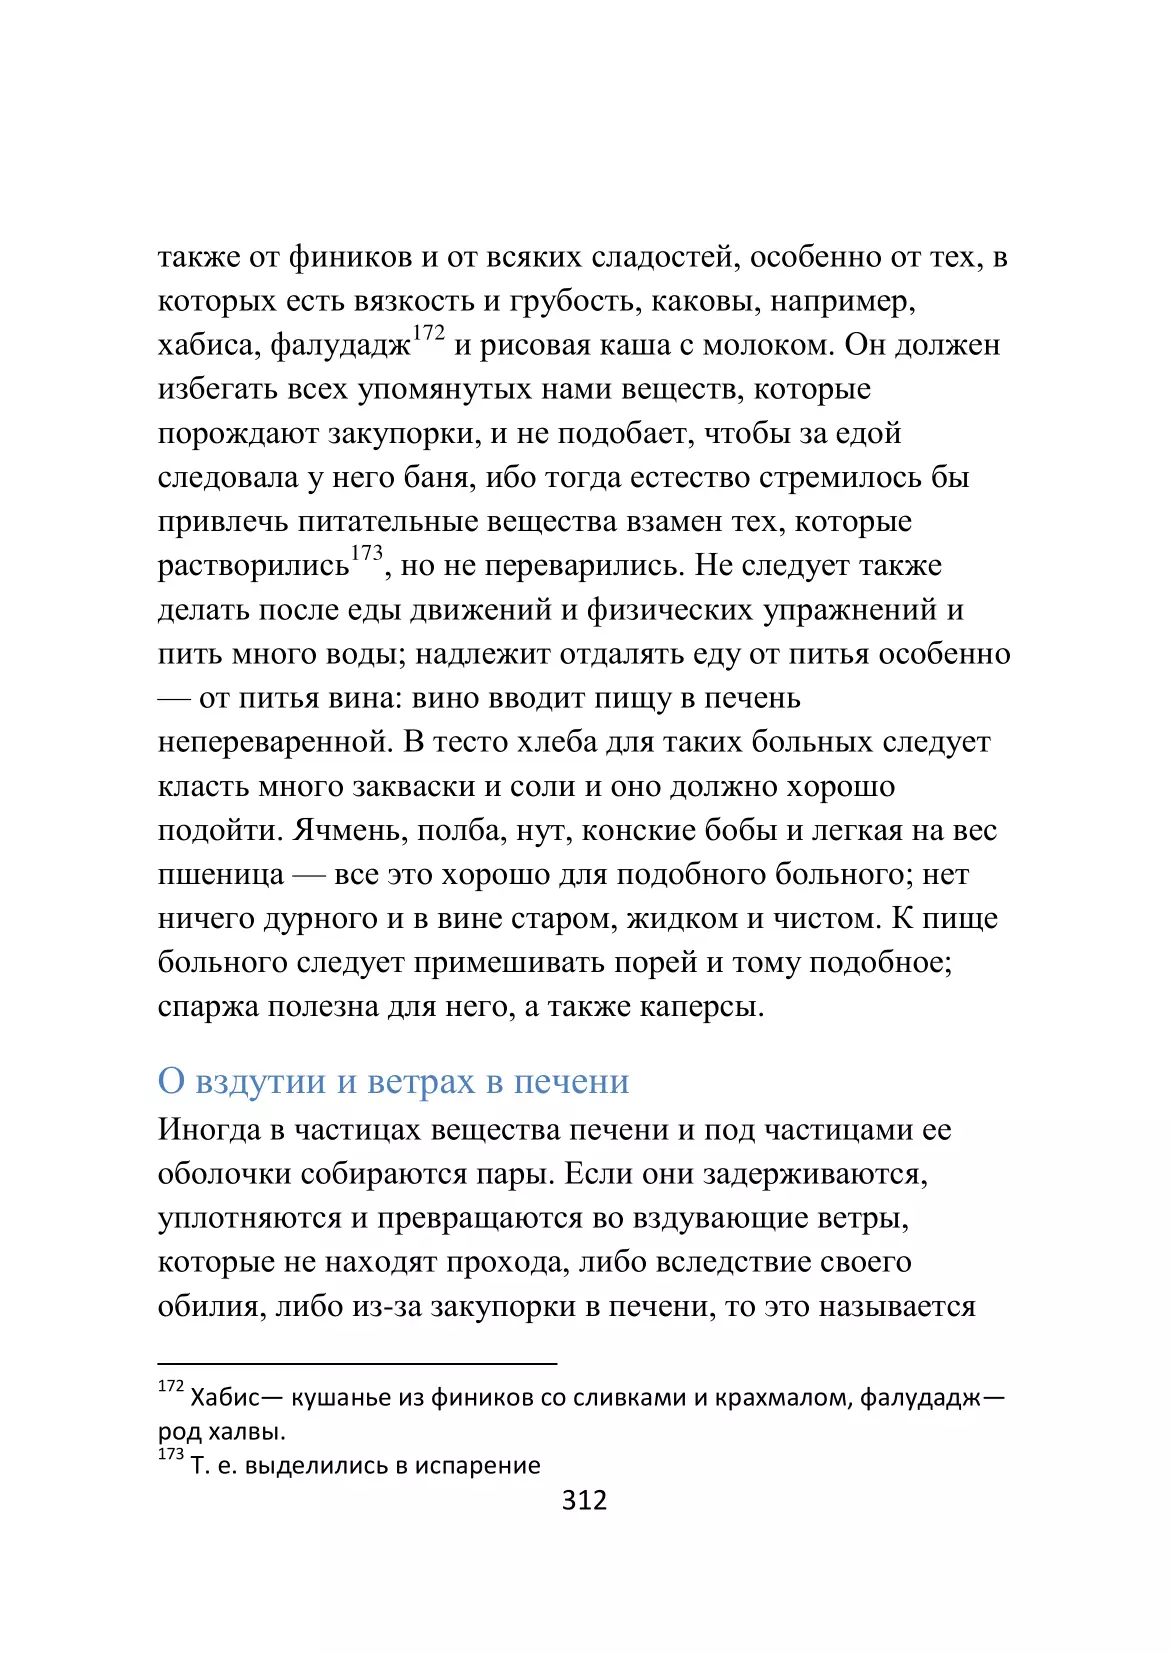 также от фиников и от всяких сладостей, особенно от тех, в
которых есть вязкость и грубость, каковы, например,
хабиса, фалудадж172 и рисовая каша с молоком. Он должен
избегать всех упомянутых нами веществ, которые
порождают закупорки, и не подобает, чтобы за едой
следовала у него баня, ибо тогда естество стремилось бы
привлечь питательные вещества взамен тех, которые
растворились173, но не переварились. Не следует также
делать после еды движений и физических упражнений и
пить много воды; надлежит отдалять еду от питья особенно
— от питья вина: вино вводит пищу в печень
непереваренной. В тесто хлеба для таких больных следует
класть много закваски и соли и оно должно хорошо
подойти. Ячмень, полба, нут, конские бобы и легкая на вес
пшеница — все это хорошо для подобного больного; нет
ничего дурного и в вине старом, жидком и чистом. К пище
больного следует примешивать порей и тому подобное;
спаржа полезна для него, а также каперсы.
О вздутии и ветрах в печени
Иногда в частицах вещества печени и под частицами ее
оболочки собираются пары. Если они задерживаются,
уплотняются и превращаются во вздувающие ветры,
которые не находят прохода, либо вследствие своего
обилия, либо из-за закупорки в печени, то это называется
172 Хабис— кушанье из фиников со сливками и крахмалом, фалудадж—
род халвы.
173 Т. е. выделились в испарение
312